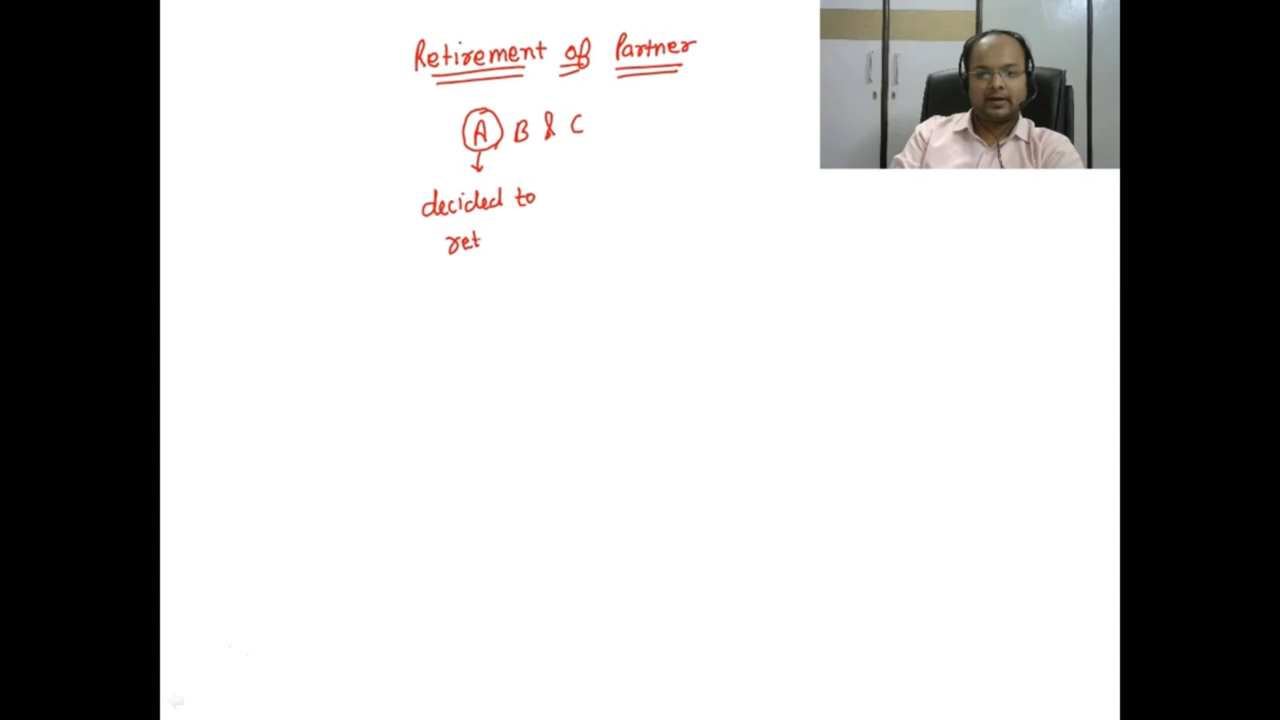 Retirement of Partner
A B & C
decided to
ret